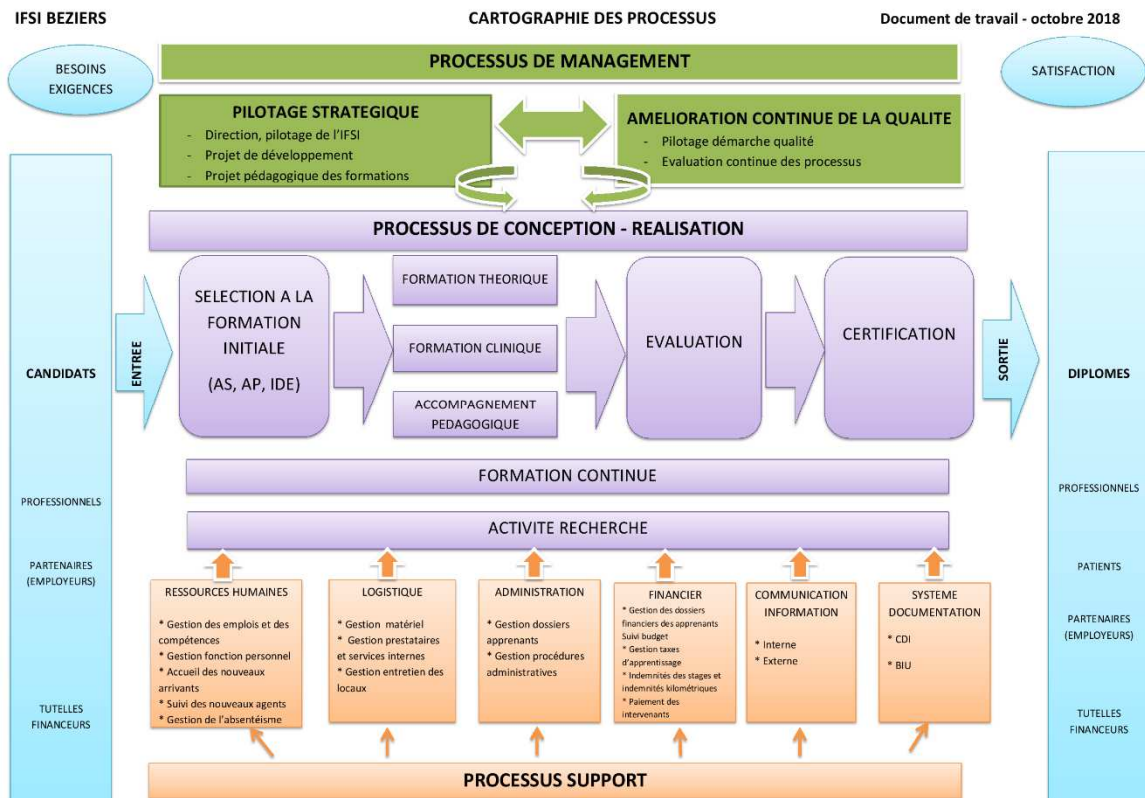 IFSI BEZIERS
CARTOGRAPHIE DES PROCESSUS
Document de travail - octobre 2018
BESOINS
EXIGENCES
PROCESSUS DE MANAGEMENT
SATISFACTION
PILOTAGE STRATEGIQUE
- Direction, pilotage de l'IFSI
- Projet de développement
- Projet pédagogique des formations
AMELIORATION CONTINUE DE LA QUALITE
- Pilotage démarche qualité
- Evaluation continue des processus
PROCESSUS DE CONCEPTION - REALISATION
CANDIDATS
PROFESSIONNELS
PARTENAIRES
(EMPLOYEURS)
TUTELLES
FINANCEURS
ENTREE
SELECTION A LA
FORMATION
INITIALE
(AS, AP, IDE)
FORMATION THEORIQUE
FORMATION CLINIQUE
ACCOMPAGNEMENT
PEDAGOGIQUE
EVALUATION
CERTIFICATION
SORTIE
DIPLOMES
PROFESSIONNELS
PATIENTS
PARTENAIRES
(EMPLOYEURS)
TUTELLES
FINANCEURS
FORMATION CONTINUE
ACTIVITE RECHERCHE
RESSOURCES HUMAINES
* Gestion des emplois et des
compétences
* Gestion fonction personnel
* Accueil des nouveaux
arrivants
* Suivi des nouveaux agents
* Gestion de l'absentéisme
LOGISTIQUE
* Gestion matériel
* Gestion prestataires
et services internes
* Gestion entretien des
locaux
ADMINISTRATION
* Gestion dossiers
apprenants
* Gestion procédures
administratives
FINANCIER
* Gestion des dossiers
financiers des apprenants
Suivi budget
* Gestion taxes
d'apprentissage
* Indemnités des stages et
indemnités kilométriques
* Paiement des
intervenants
COMMUNICATION
INFORMATION
* Interne
* Externe
SYSTEME
DOCUMENTATION
* CDI
* BIU
PROCESSUS SUPPORT